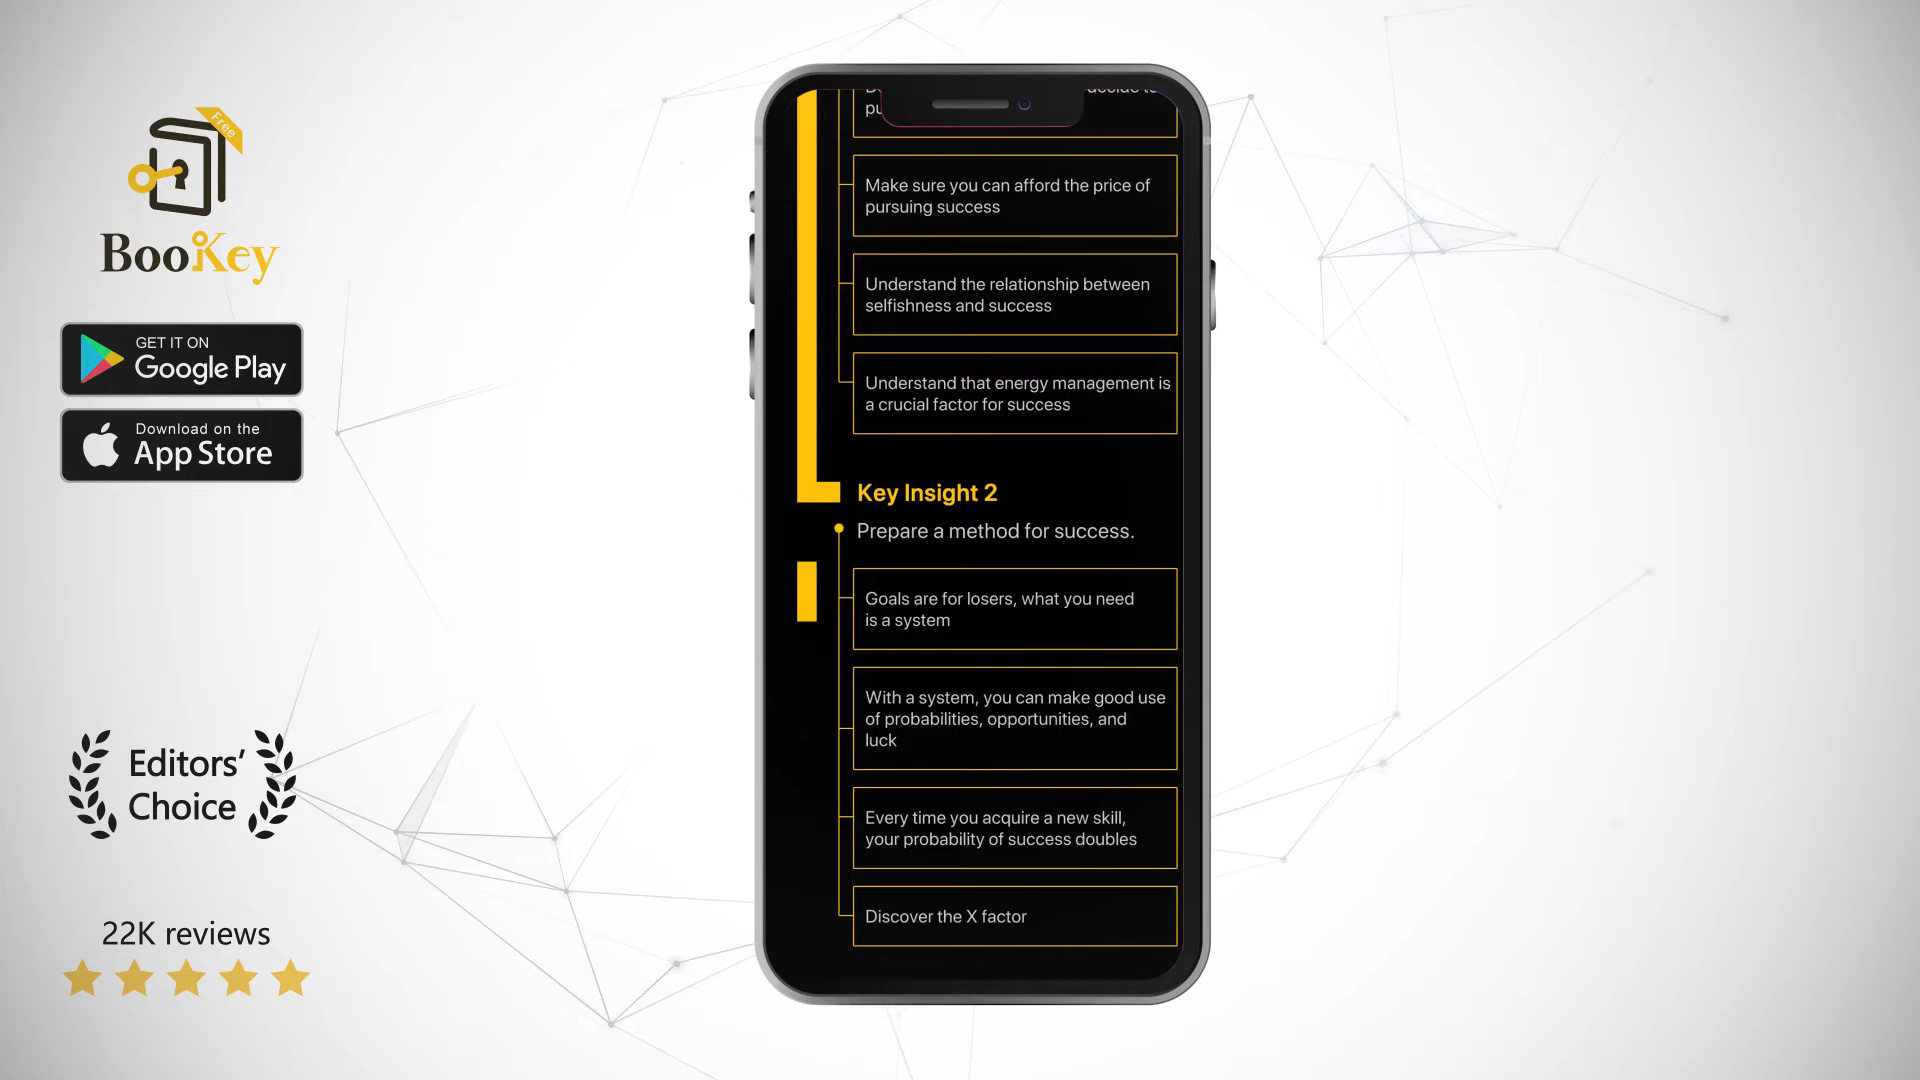 Free
BooKey
GET IT ON
Google Play
Download on the
App Store
Editors’
Choice
22K reviews
decide to
pu
Make sure you can afford the price of
pursuing success
Understand the relationship between
selfishness and success
Understand that energy management is
a crucial factor for success
Key Insight 2
Prepare a method for success.
Goals are for losers, what you need
is a system
With a system, you can make good use
of probabilities, opportunities, and
luck
Every time you acquire a new skill,
your probability of success doubles
Discover the X factor